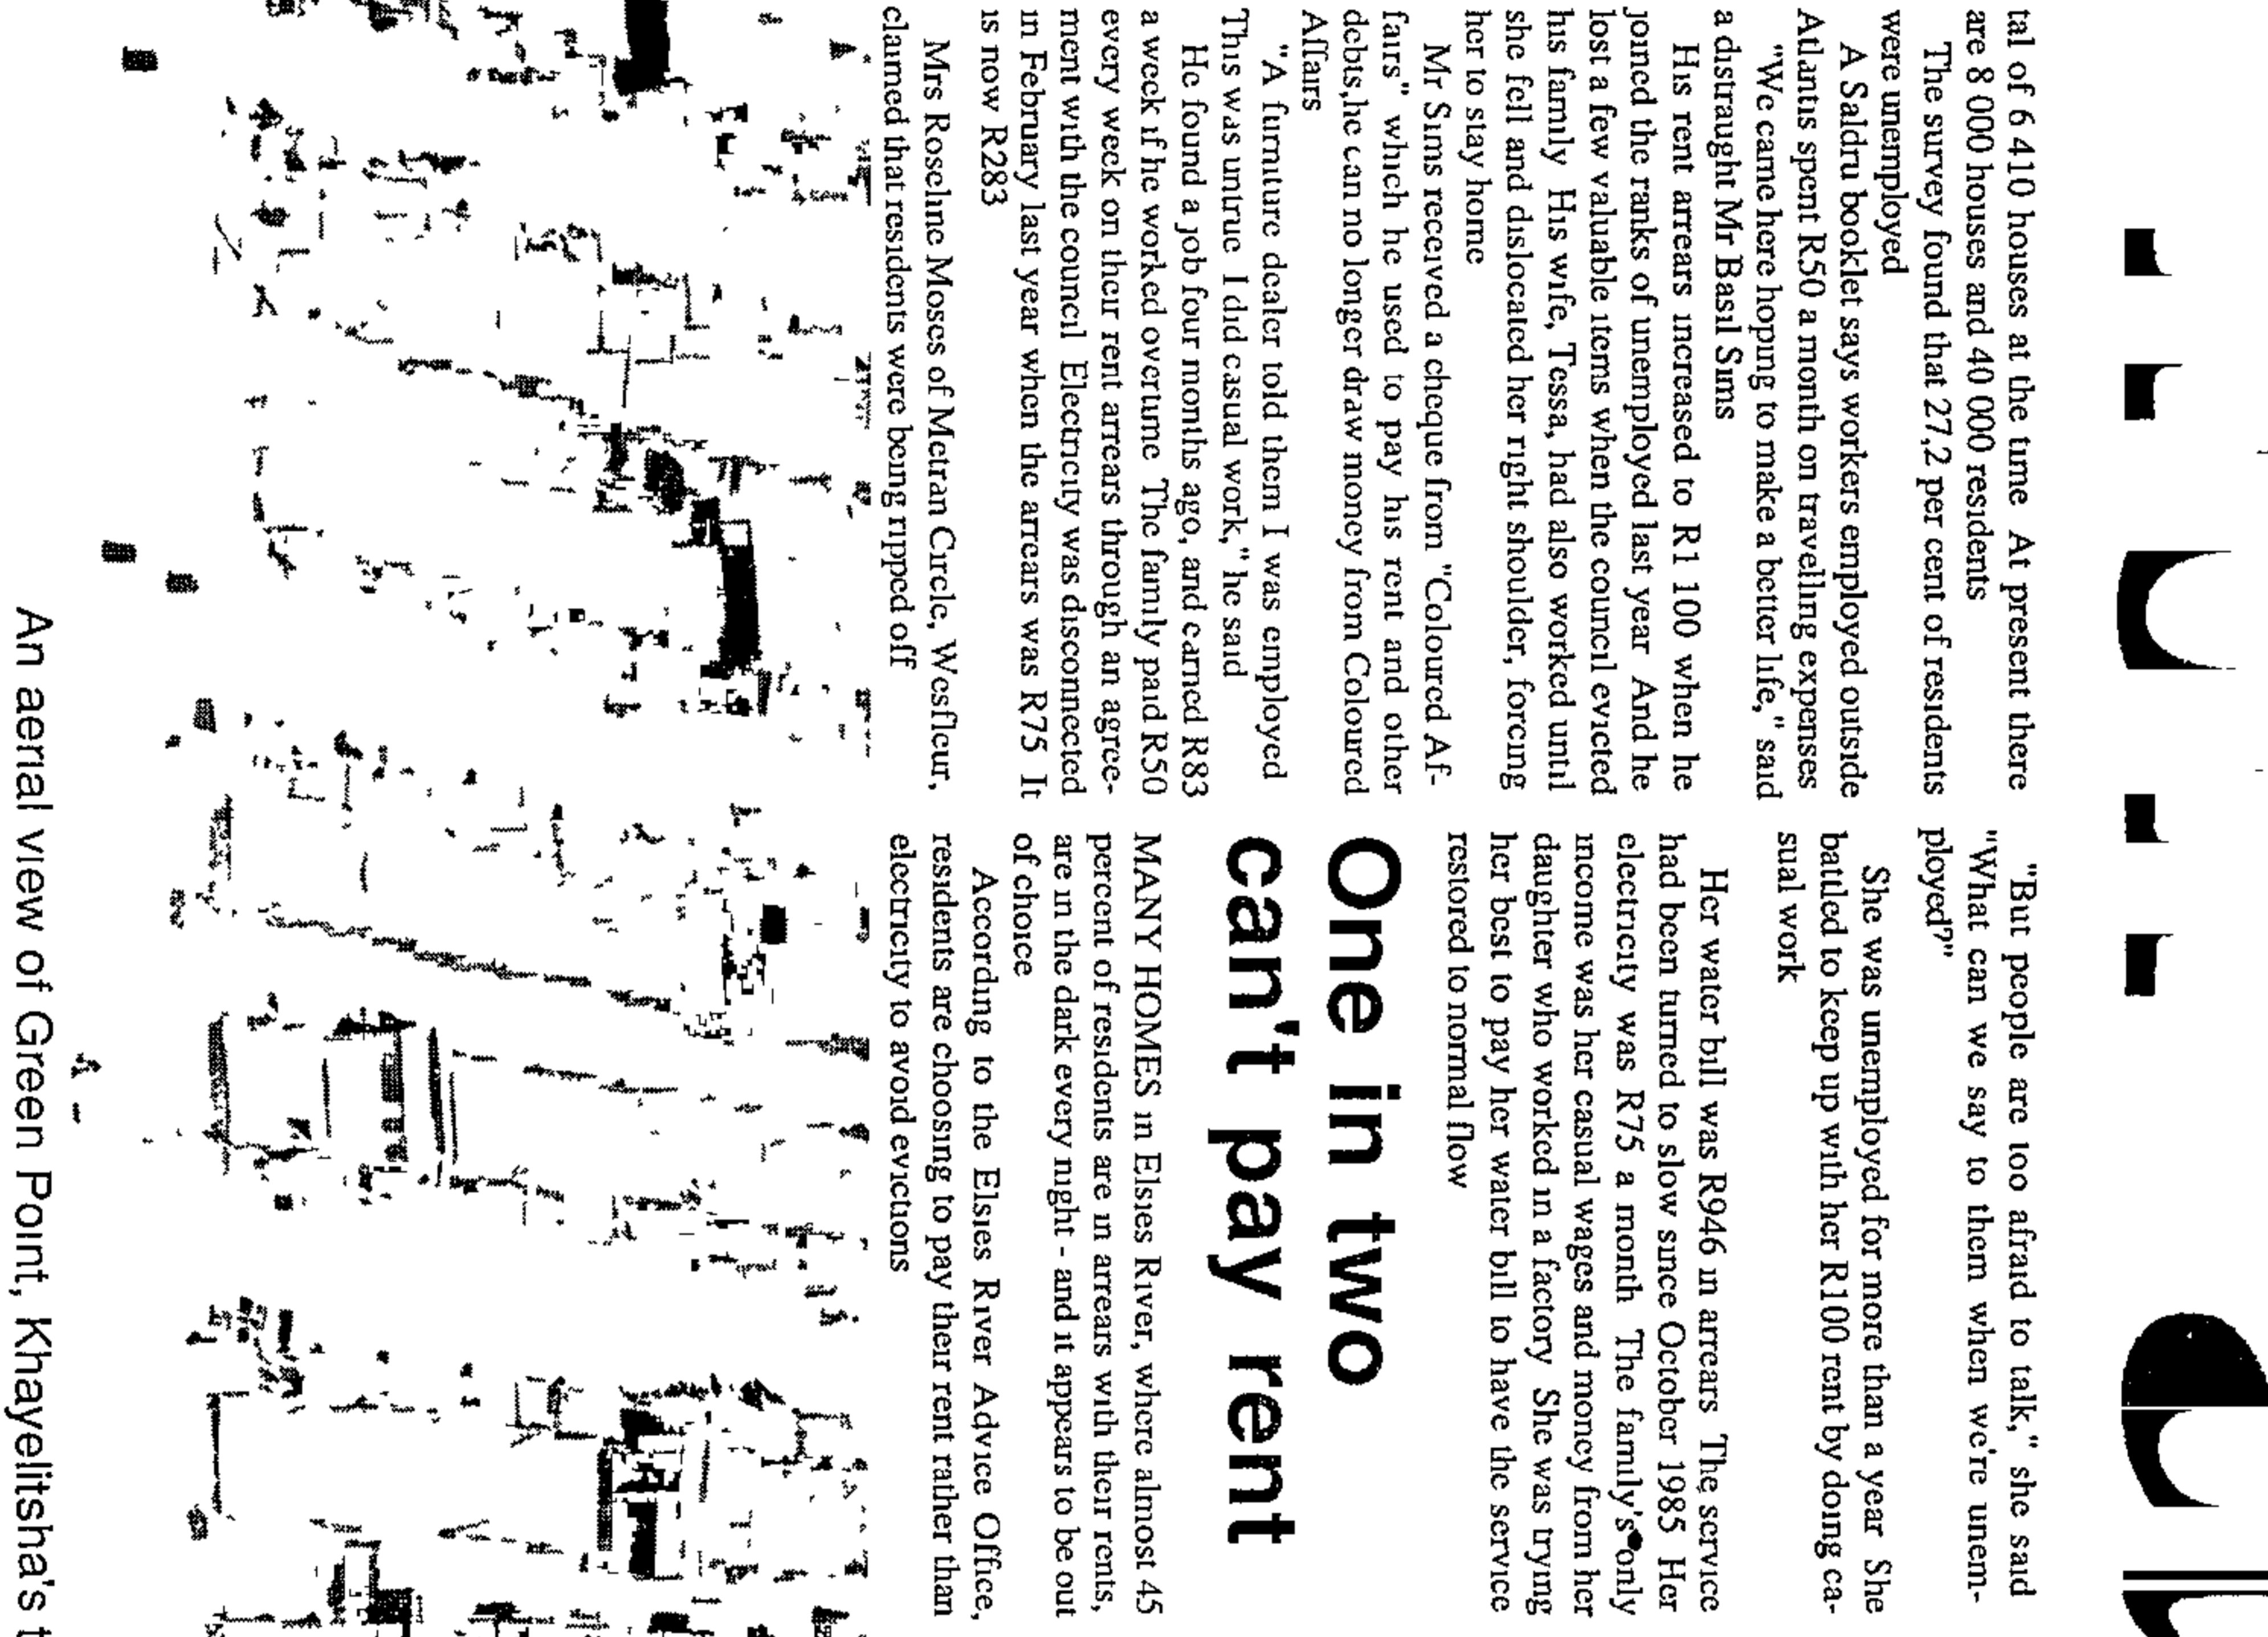 tal of 6 410 houses at the time At present there
are 8 000 houses and 40 000 residents
The survey found that 27,2 per cent of residents
were unemployed
A Saldru booklet says workers employed outside
Atlantis spent R50 a month on travelling expenses
"We came here hoping to make a better life," said
a distraught Mr Basil Sims
His rent arrears increased to R1 100 when he
joined the ranks of unemployed last year And he
lost a few valuable items when the council evicted
his family His wife, Tessa, had also worked until
she fell and dislocated her right shoulder, forcing
her to stay home
Mr Sims received a cheque from "Coloured Af-
fairs" which he used to pay his rent and other
debts,he can no longer draw money from Coloured
Affairs
"A furniture dealer told them I was employed
This was untrue I did casual work," he said
He found a job four months ago, and earned R83
a week if he worked overtime The family paid R50
every week on their rent arrears through an agree-
ment with the council Electricity was disconnected
in February last year when the arrears was R75 It
is now R283
Mrs Roseline Moses of Metran Circle, Wesfleur,
claimed that residents were being ripped off
"But people are too afraid to talk," she said
"What can we say to them when we're unem-
ployed?"
She was unemployed for more than a year She
battled to keep up with her R100 rent by doing ca-
sual work
Her water bill was R946 in arrears The service
had been turned to slow since October 1985 Her
electricity was R75 a month The family's only
income was her casual wages and money from her
daughter who worked in a factory She was trying
her best to pay her water bill to have the service
restored to normal flow
One in two
can't pay rent
MANY HOMES in Elsies River, where almost 45
percent of residents are in arrears with their rents,
are in the dark every night - and it appears to be out
of choice
According to the Elsies River Advice Office,
residents are choosing to pay their rent rather than
electricity to avoid evictions
An aerial view of Green Point, Khayelitsha's